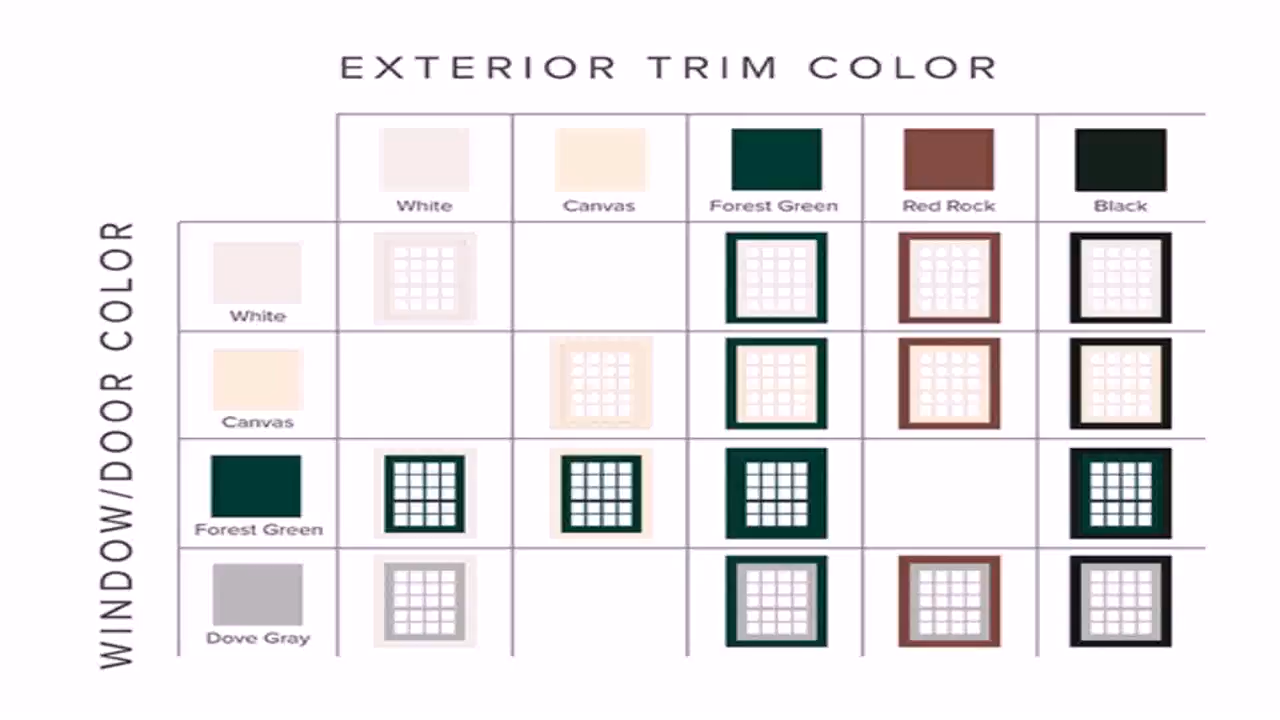 EXTERIOR TRIM COLOR
White
Canvas
Forest Green
Red Rock
Black
WINDOW/DOOR COLOR
White
Canvas
Forest Green
Dove Gray